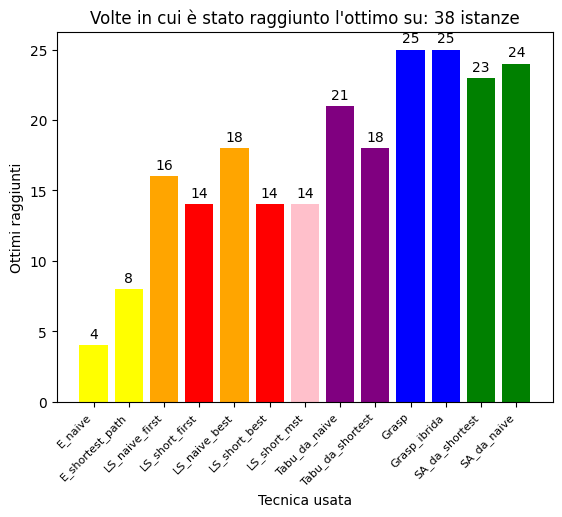 Volte in cui è stato raggiunto l'ottimo su: 38 istanze
Ottimi raggiunti
25
20
15
10
5
0
4
8
16
14
18
14
14
21
18
25
25
23
24
E_naive
E_shortest_path
LS_naive_first
LS_short_first
LS_naive_best
LS_short_best
LS_short_mst
Tabu_da_naive
Tabu_da_shortest
Grasp
Grasp_ibrida
SA_da_shortest
SA_da_naive
Tecnica usata